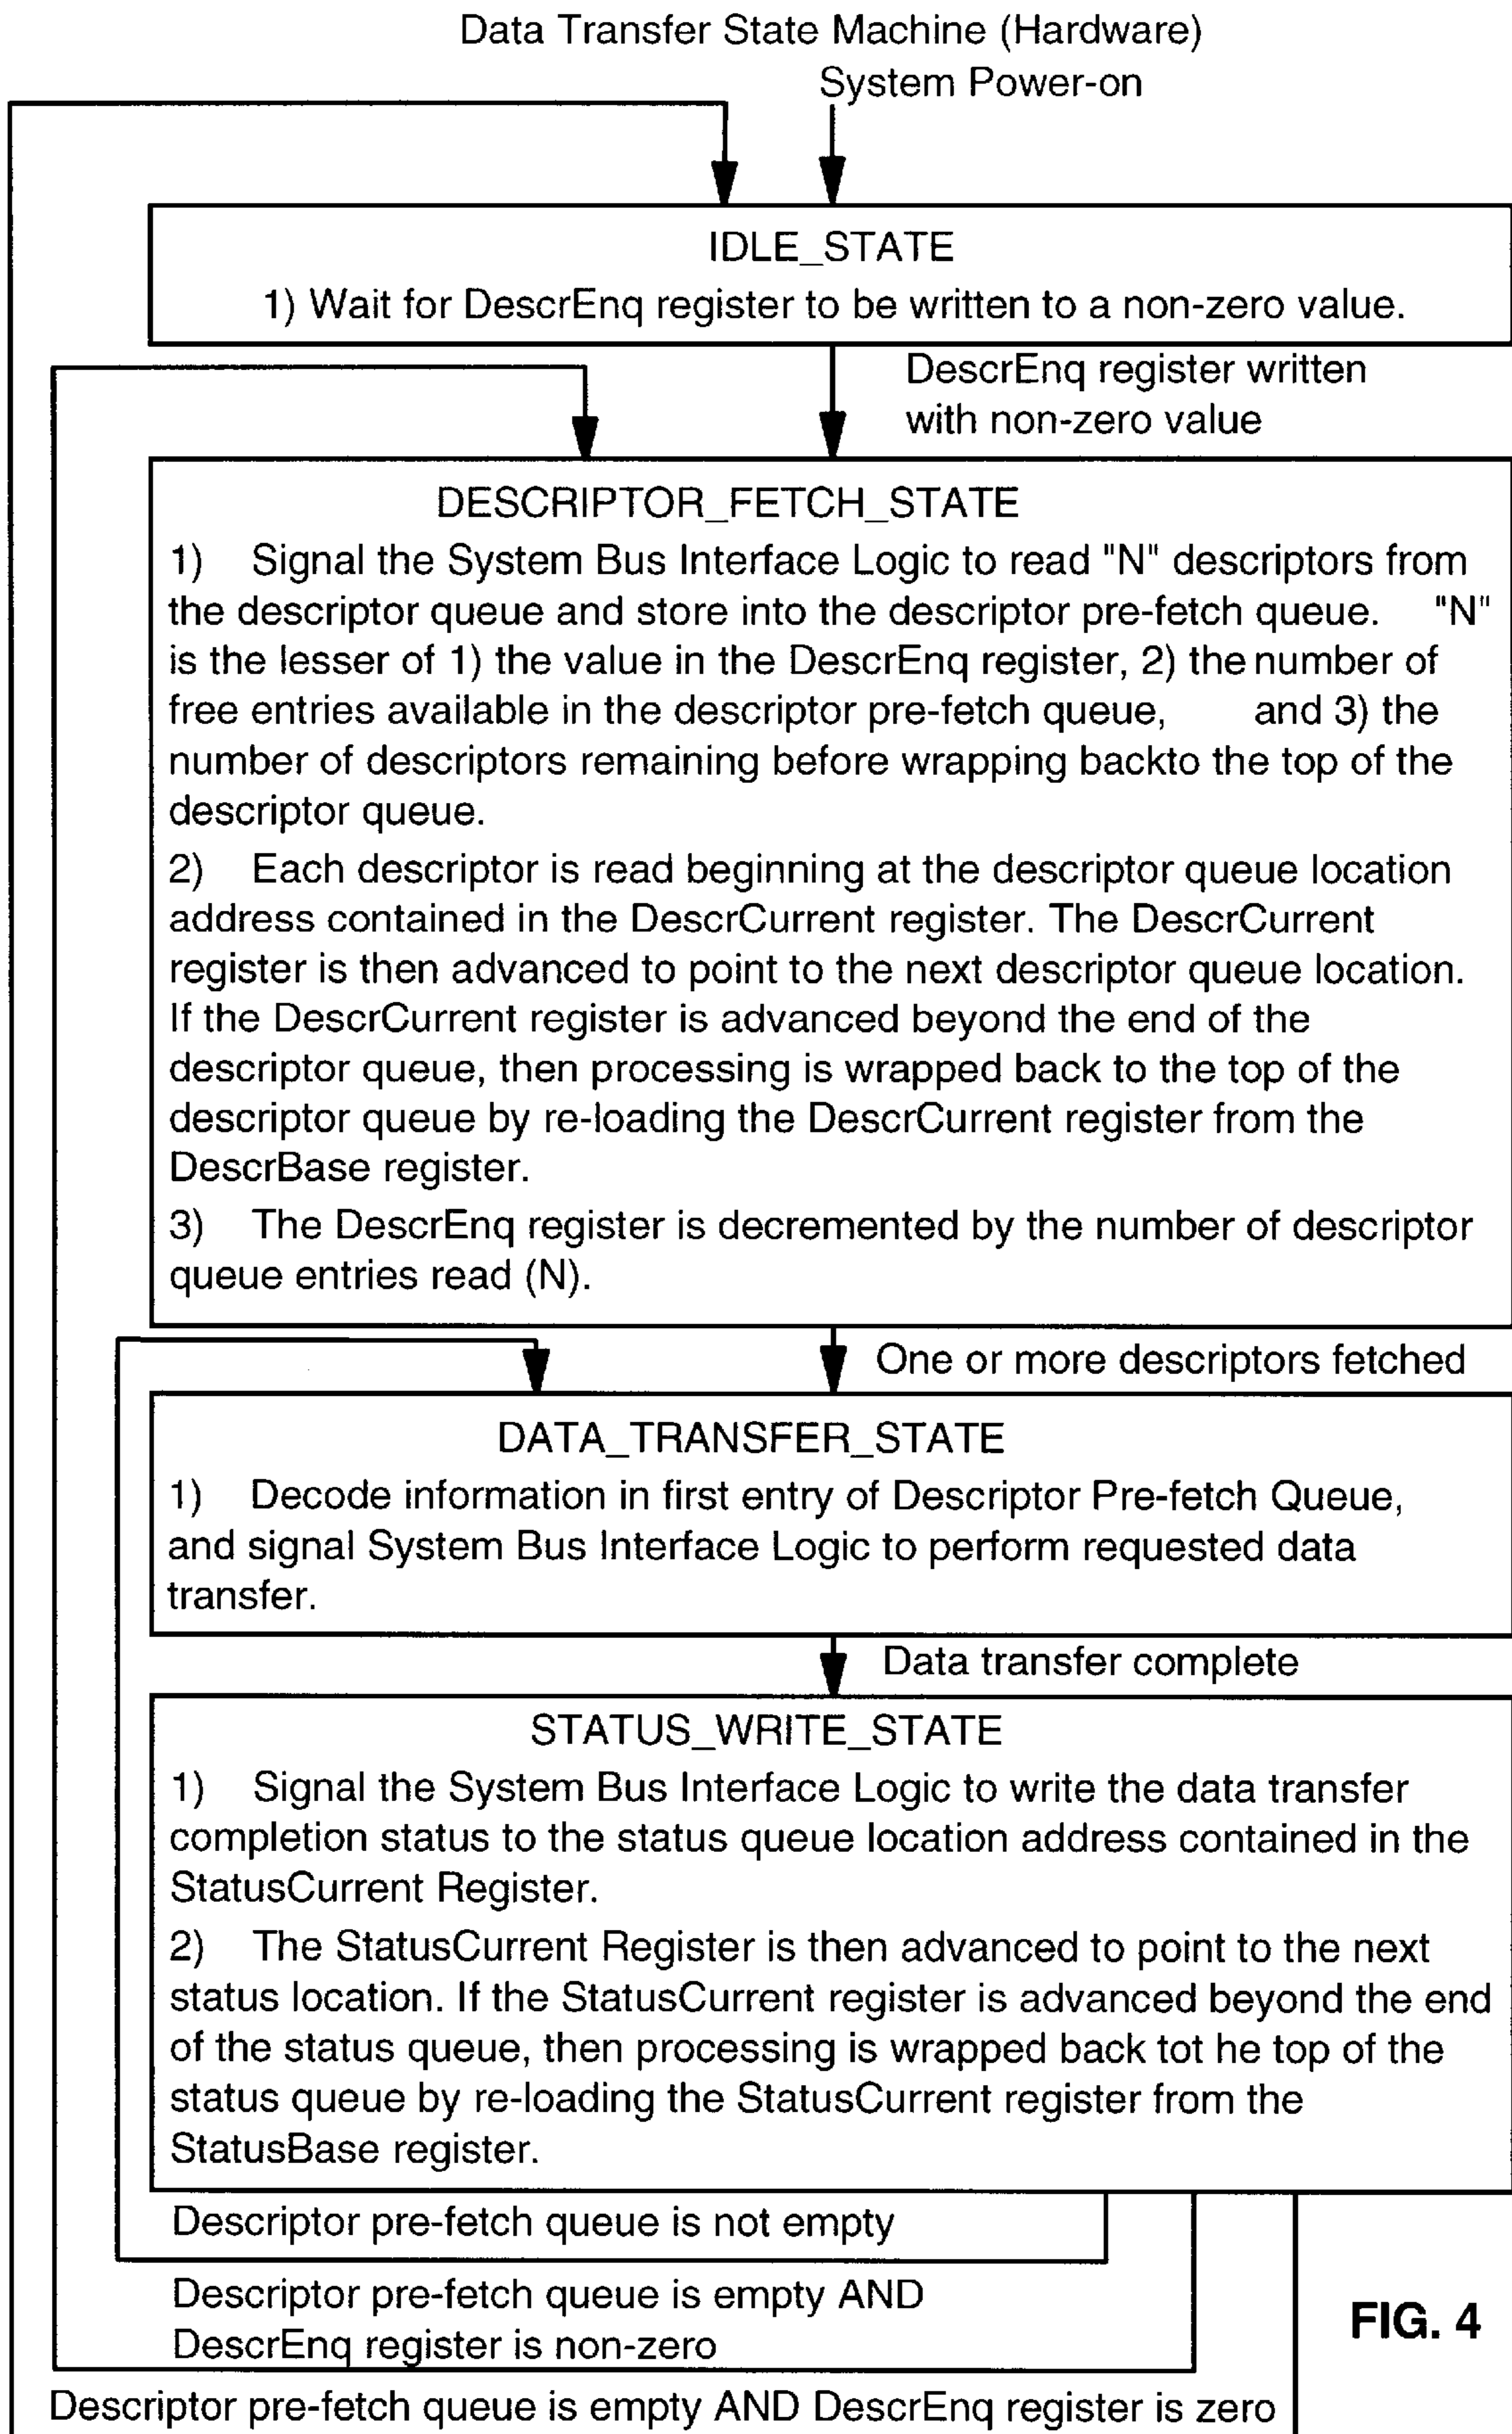 Data Transfer State Machine (Hardware)
System Power-on
IDLE_STATE
1) Wait for DescrEnq register to be written to a non-zero value.
DescrEnq register written
with non-zero value
DESCRIPTOR_FETCH_STATE
1) Signal the System Bus Interface Logic to read "N" descriptors from
the descriptor queue and store into the descriptor pre-fetch queue. "N"
is the lesser of 1) the value in the DescrEnq register, 2) the number of
free entries available in the descriptor pre-fetch queue, and 3) the
number of descriptors remaining before wrapping backto the top of the
descriptor queue.
2) Each descriptor is read beginning at the descriptor queue location
address contained in the DescrCurrent register. The DescrCurrent
register is then advanced to point to the next descriptor queue location.
If the DescrCurrent register is advanced beyond the end of the
descriptor queue, then processing is wrapped back to the top of the
descriptor queue by re-loading the DescrCurrent register from the
DescrBase register.
3) The DescrEnq register is decremented by the number of descriptor
queue entries read (N).
One or more descriptors fetched
DATA_TRANSFER_STATE
1) Decode information in first entry of Descriptor Pre-fetch Queue,
and signal System Bus Interface Logic to perform requested data
transfer.
Data transfer complete
STATUS_WRITE_STATE
1) Signal the System Bus Interface Logic to write the data transfer
completion status to the status queue location address contained in the
StatusCurrent Register.
2) The StatusCurrent Register is then advanced to point to the next
status location. If the StatusCurrent register is advanced beyond the end
of the status queue, then processing is wrapped back tot he top of the
status queue by re-loading the StatusCurrent register from the
StatusBase register.
Descriptor pre-fetch queue is not empty
Descriptor pre-fetch queue is empty AND
DescrEnq register is non-zero
FIG. 4
Descriptor pre-fetch queue is empty AND DescrEnq register is zero